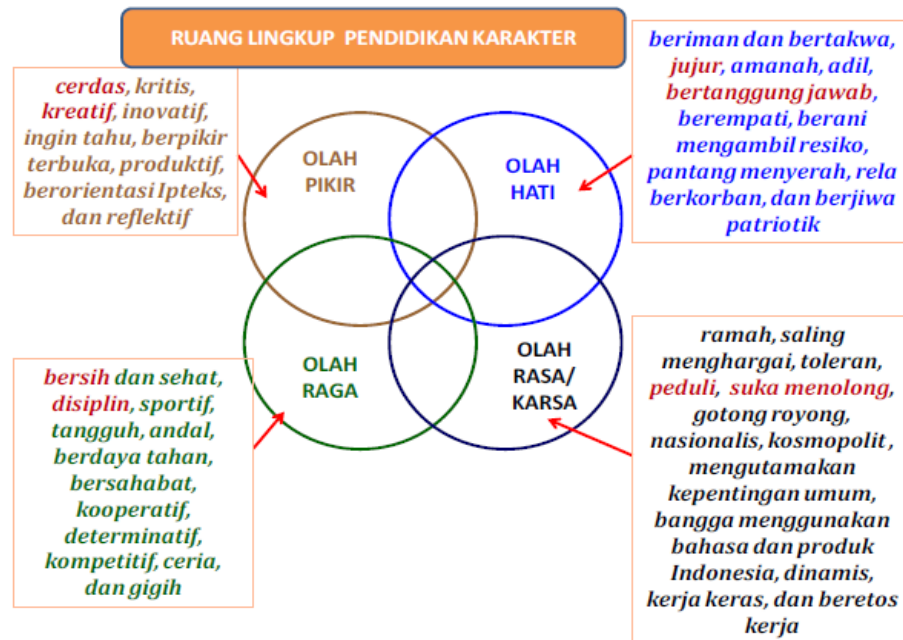 RUANG LINGKUP PENDIDIKAN KARAKTER
cerdas, kritis,
kreatif, inovatif,
ingin tahu, berpikir
terbuka, produktif,
berorientasi Ipteks,
dan reflektif
OLAH
PIKIR
OLAH
HATI
beriman dan bertakwa,
jujur, amanah, adil,
bertanggung jawab,
berempati, berani
mengambil resiko,
pantang menyerah, rela
berkorban, dan berjiwa
patriotik
bersih dan sehat,
disiplin, sportif,
tangguh, andal,
berdaya tahan,
bersahabat,
kooperatif,
determinatif,
kompetitif, ceria,
dan gigih
OLAH
RAGA
OLAH
RASA/
KARSA
ramah, saling
menghargai, toleran,
peduli, suka menolong,
gotong royong,
nasionalis, kosmopolit ,
mengutamakan
kepentingan umum,
bangga menggunakan
bahasa dan produk
Indonesia, dinamis,
kerja keras, dan beretos
kerja